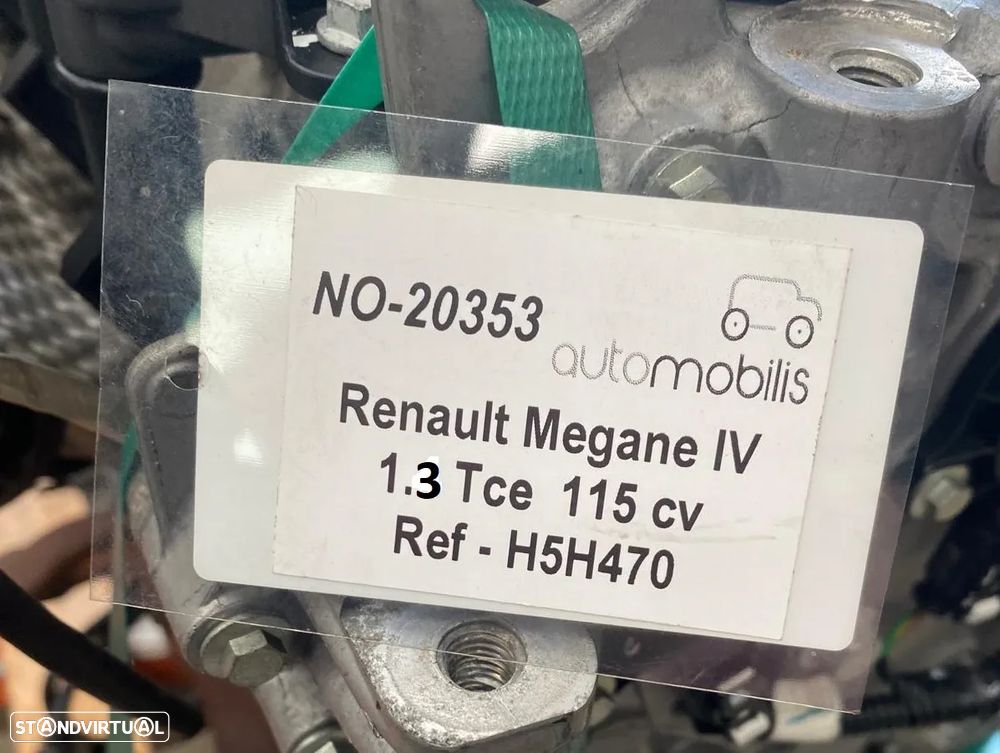 NO-20353
automobilis
Renault Megane IV
1.3 Tce 115 cv
Ref - H5H470
STANDVIRTUAL